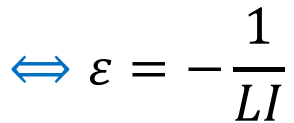 ⇔ ε = − 1/LI